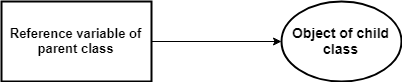 Reference variable of
parent class
Object of child
class